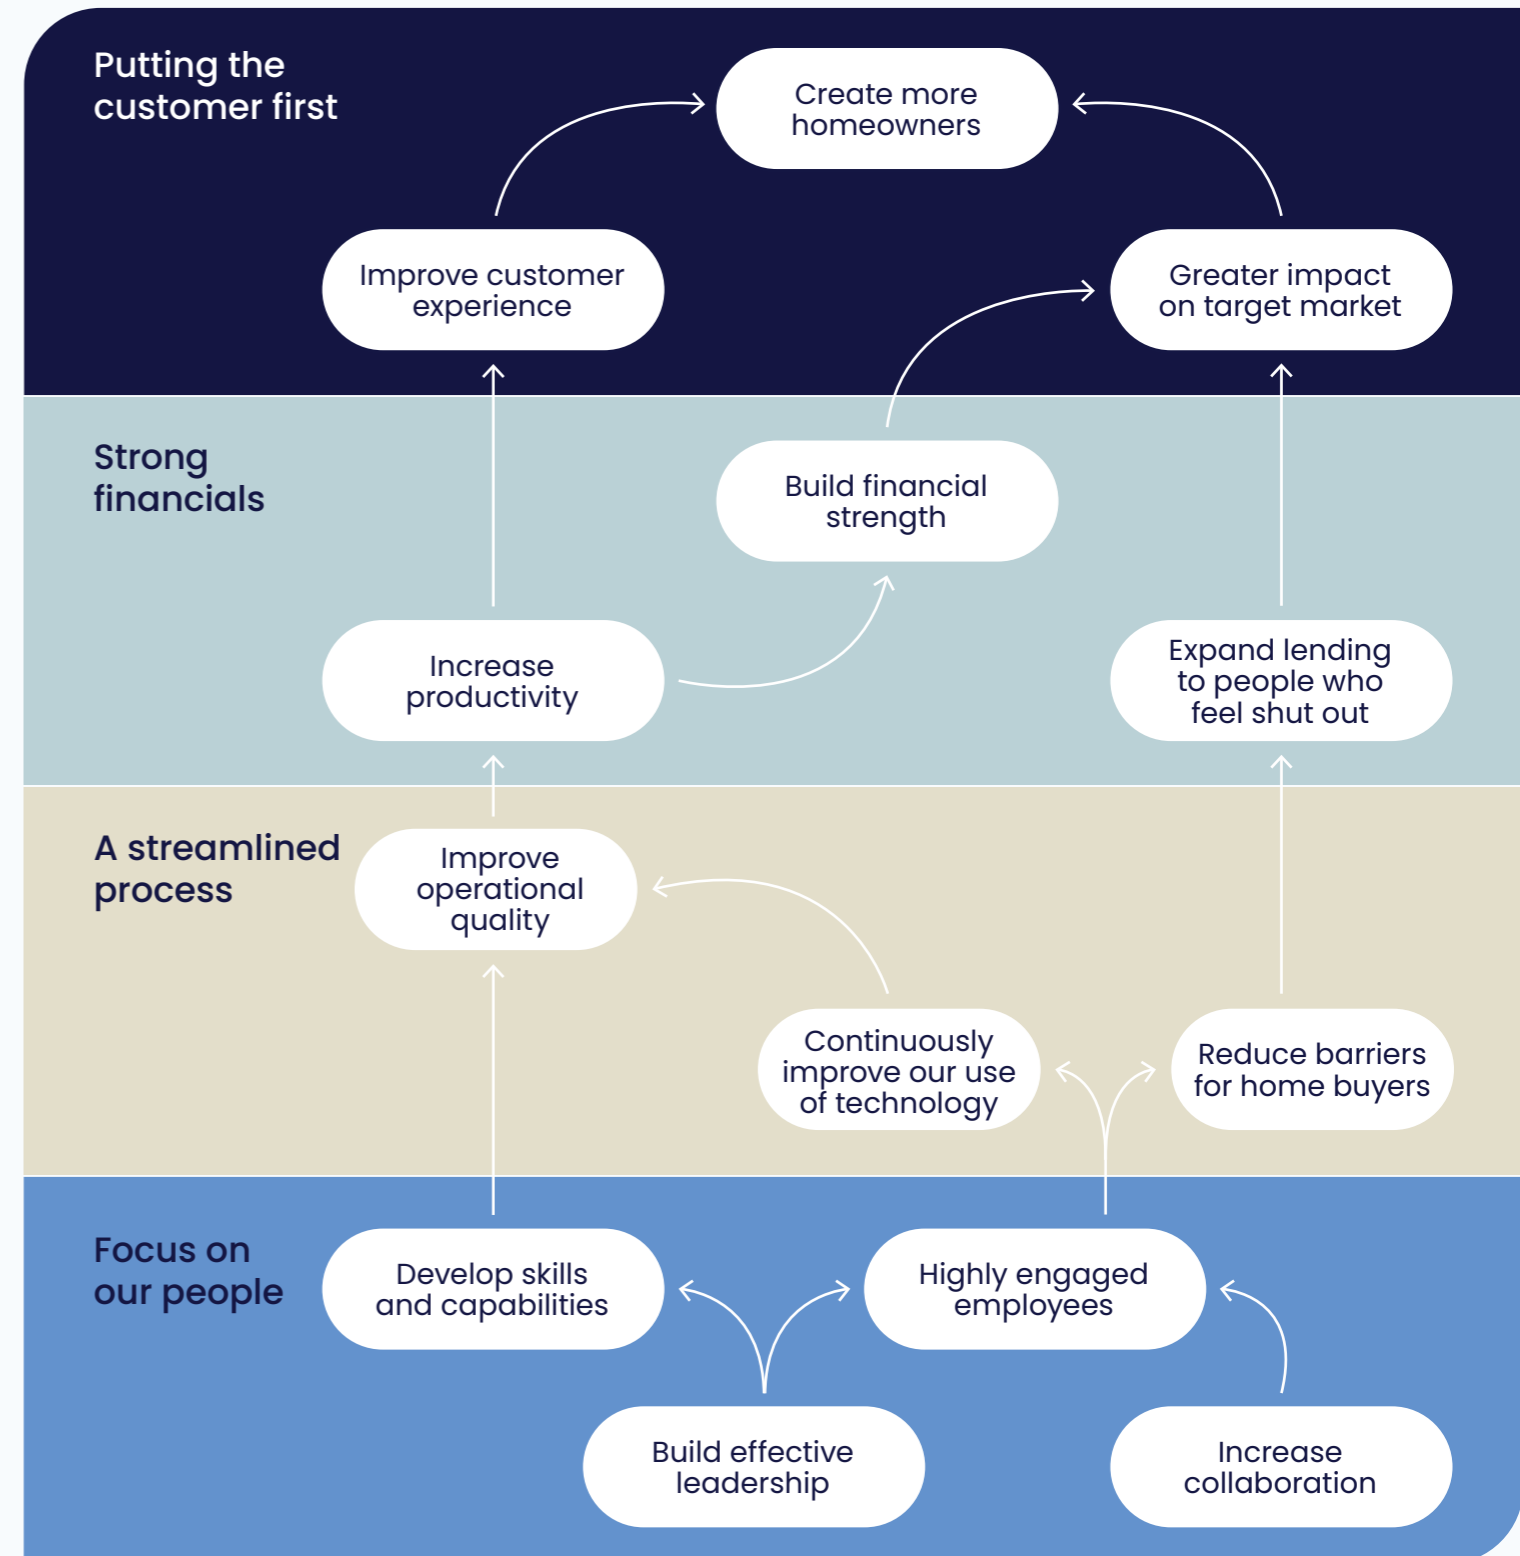 Putting the
customer first
Create more
homeowners
Improve customer
experience
Greater impact
on target market
Strong
financials
Build financial
strength
Increase
productivity
Expand lending
to people who
feel shut out
A streamlined
process
Improve
operational
quality
Continuously
improve our use
of technology
Reduce barriers
for home buyers
Focus on
our people
Develop skills
and capabilities
Highly engaged
employees
Build effective
leadership
Increase
collaboration